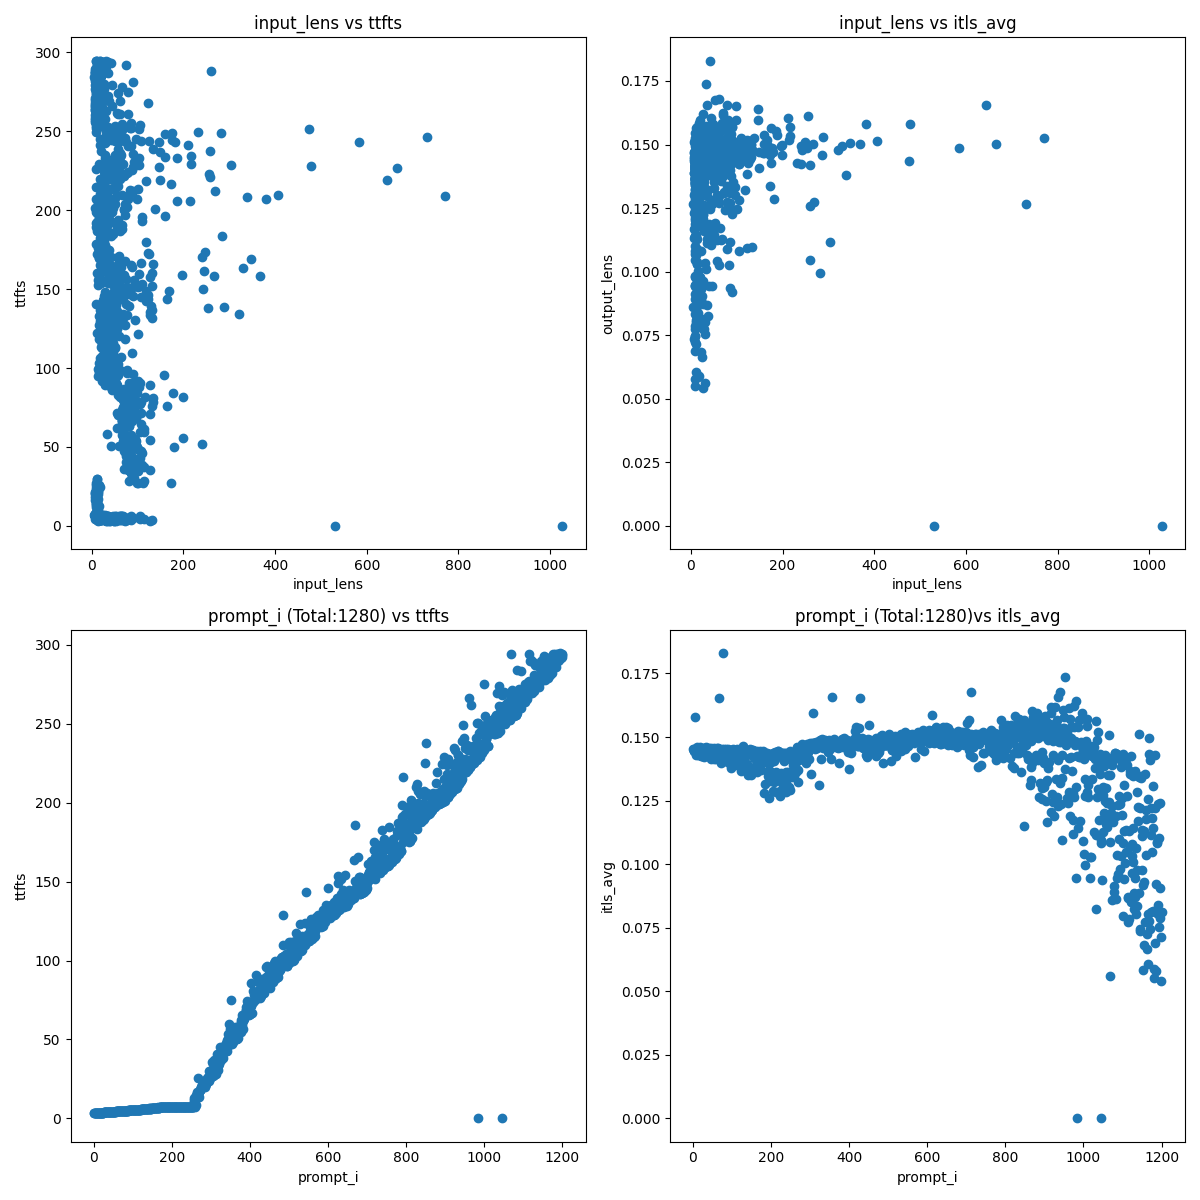 input_lens vs ttfts
300
250
200
150
100
50
0
ttfts
0 200 400 600 800 1000
input_lens
input_lens vs itls_avg
0.175
0.150
0.125
0.100
0.075
0.050
0.025
0.000
output_lens
0 200 400 600 800 1000
input_lens
prompt_i (Total:1280) vs ttfts
300
250
200
150
100
50
0
ttfts
0 200 400 600 800 1000 1200
prompt_i
prompt_i (Total:1280)vs itls_avg
0.175
0.150
0.125
0.100
0.075
0.050
0.025
0.000
itls_avg
0 200 400 600 800 1000 1200
prompt_i